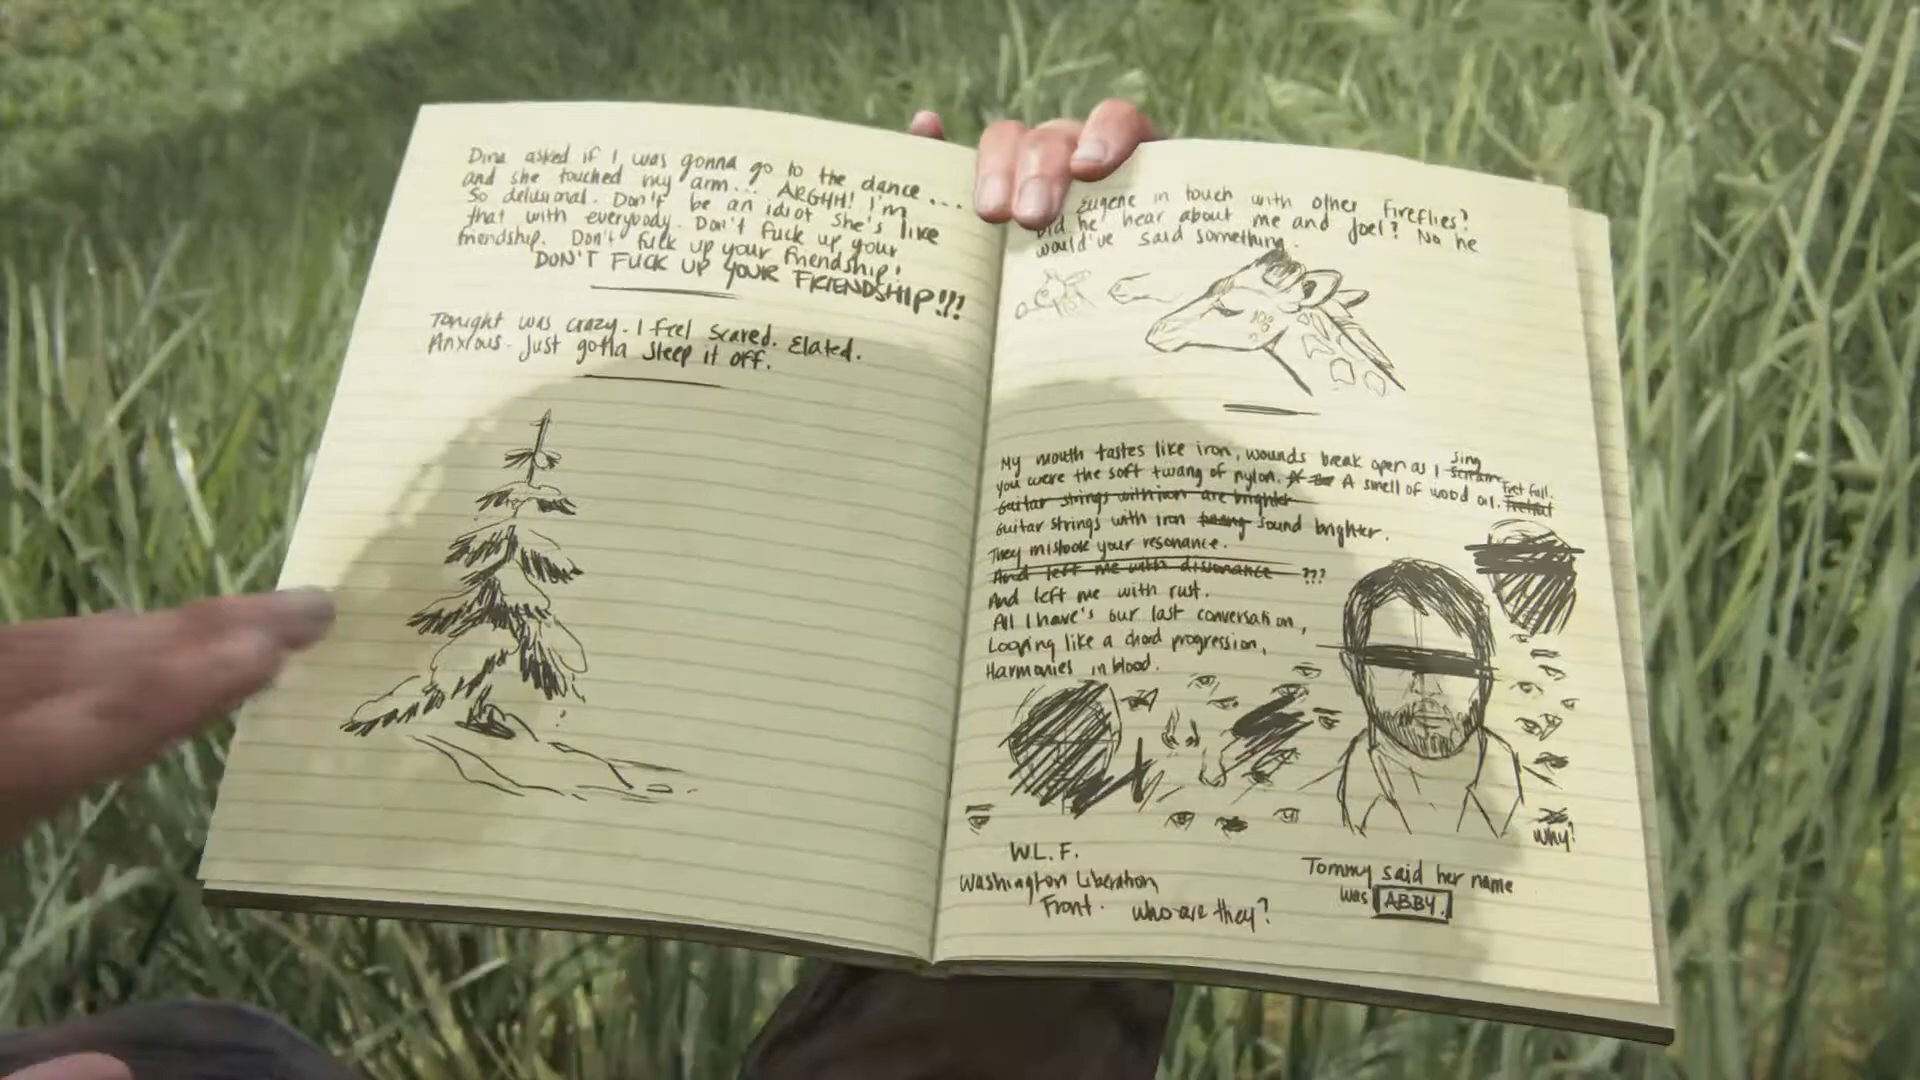 Dina asked if I was gonna go to the dance...
and she touched my arm... ARGHH! I'm
so delusional. Don't be an idiot she's like
that with everybody. Don't fuck up your
friendship. Don't fuck up your friendship!
DON'T FUCK UP YOUR FRIENDSHIP!!!
Tonight was crazy. I feel scared. Elated.
Anxious. Just gotta sleep it off.
Eugene in touch with other Fireflies?
Did he hear about me and Joel? No he
would've said something.
My mouth tastes like iron, wounds break open as I scream sing
you were the soft twang of nylon. A smell of wood oil. Fretful Fret full.
Guitar strings with iron are brighter
Guitar strings with iron twang sound brighter.
They mistook your resonance.
And left me with dissonance ???
And left me with rust.
All I have's our last conversation,
Looping like a chord progression,
Harmonies in blood.
why?
W.L.F.
Washington Liberation
Front. who are they?
Tommy said her name
was ABBY.